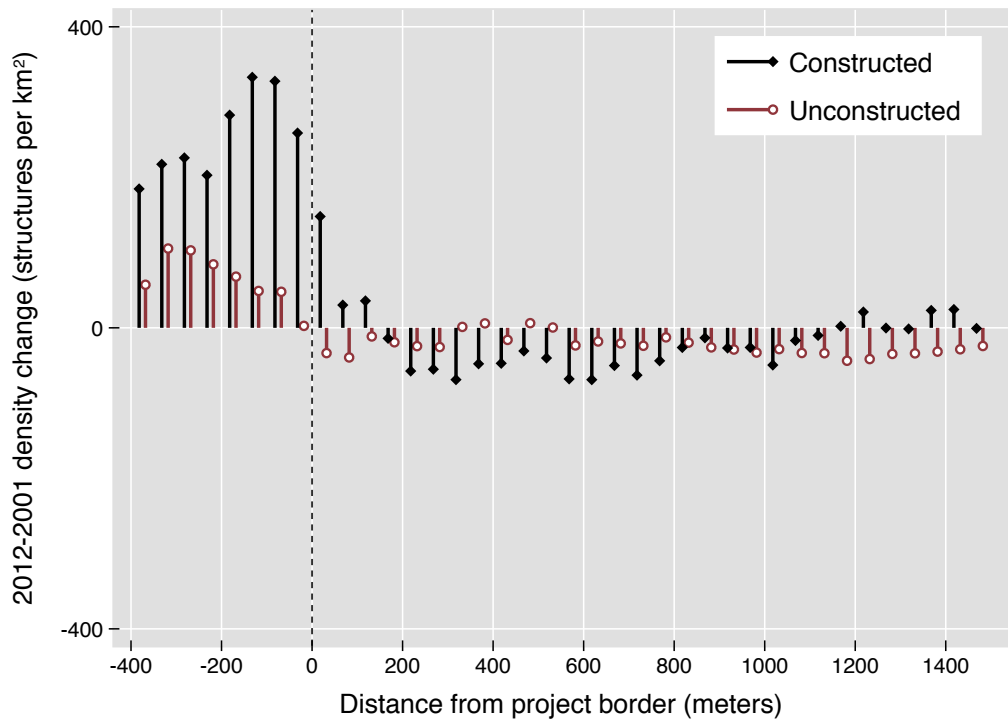 400
0
-400
2012-2001 density change (structures per km²)
Constructed
Unconstructed
-400 -200 0 200 400 600 800 1000 1200 1400
Distance from project border (meters)